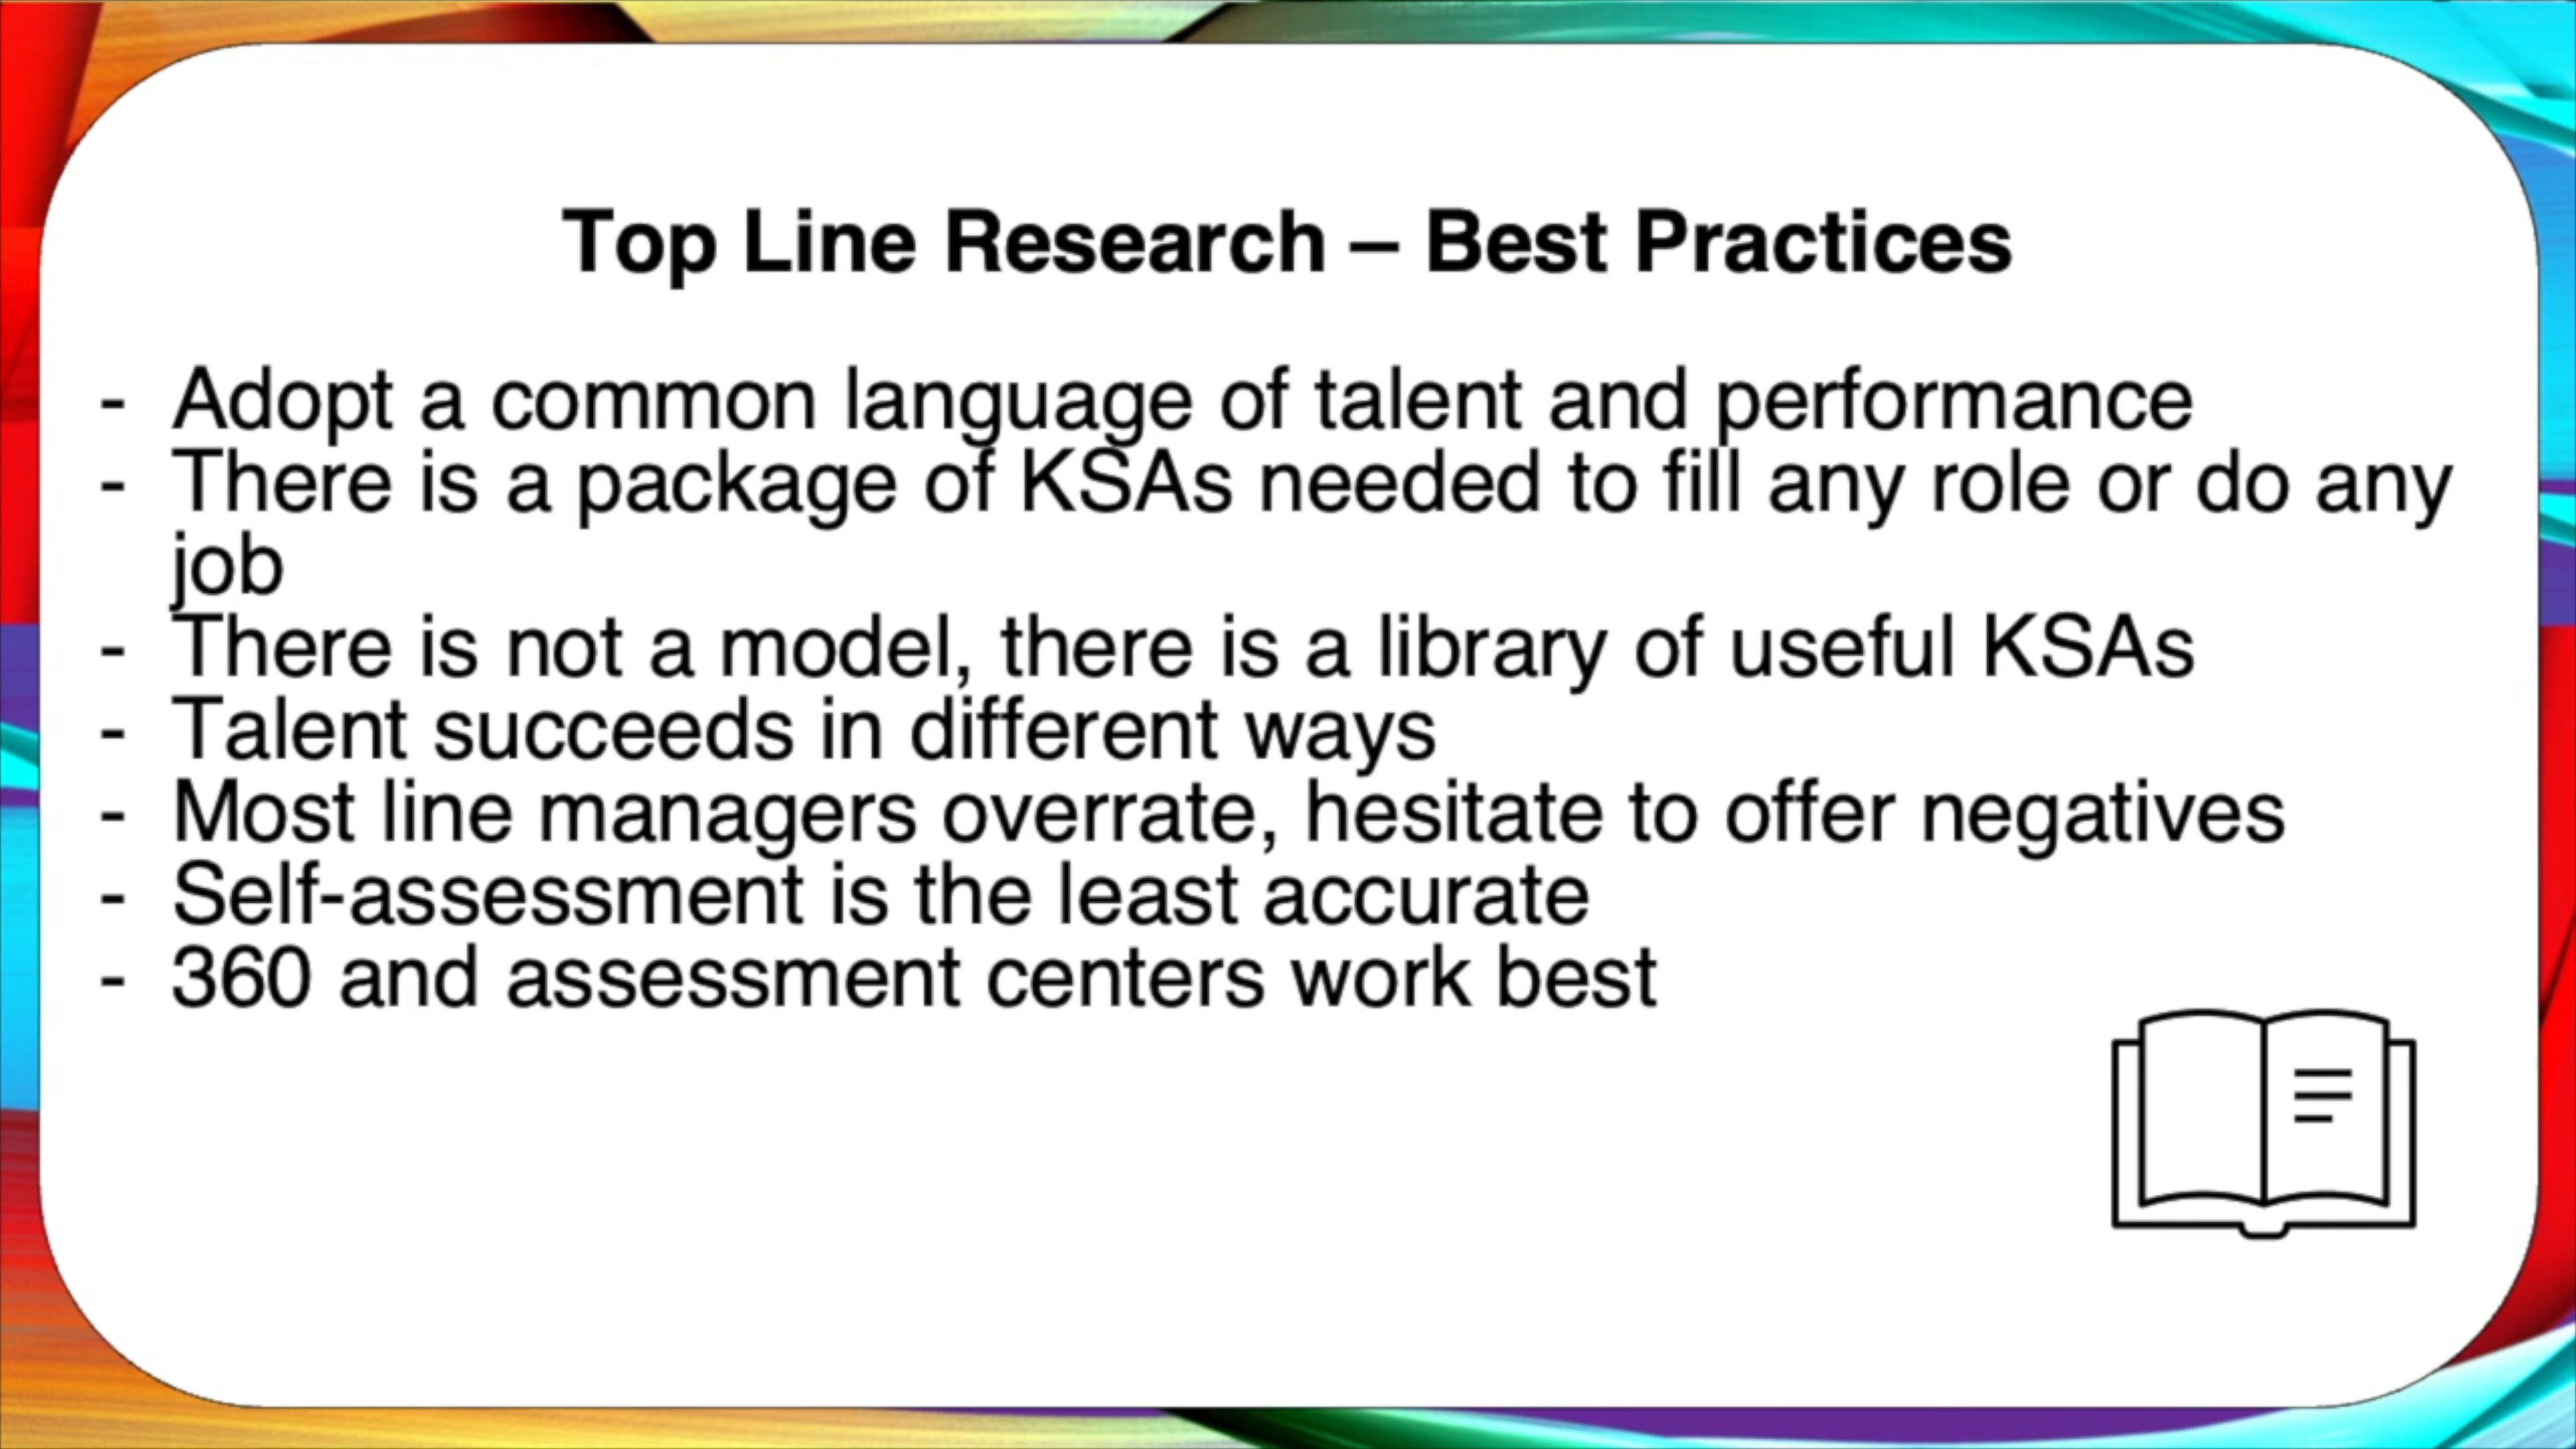 Top Line Research – Best Practices
- Adopt a common language of talent and performance
- There is a package of KSAs needed to fill any role or do any
job
- There is not a model, there is a library of useful KSAs
- Talent succeeds in different ways
- Most line managers overrate, hesitate to offer negatives
- Self-assessment is the least accurate
- 360 and assessment centers work best